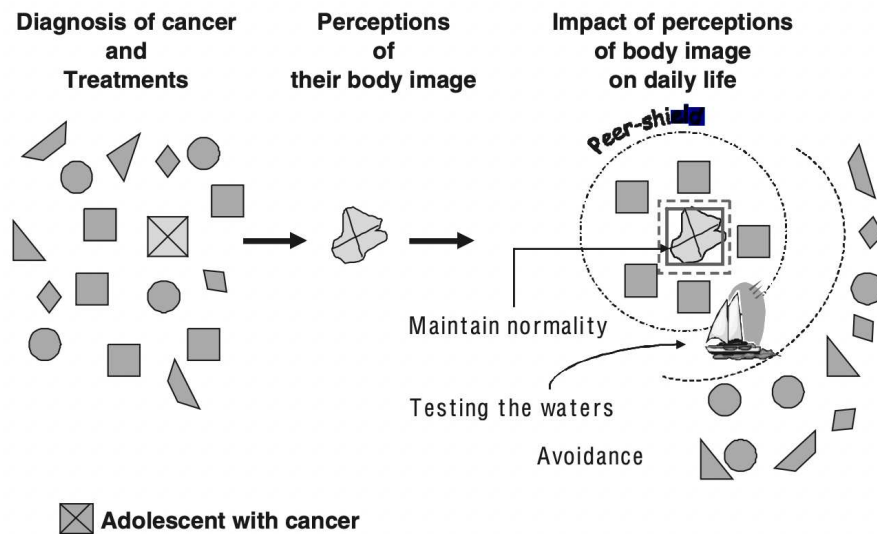 Diagnosis of cancer
and
Treatments
Perceptions
of
their body image
Impact of perceptions
of body image
on daily life
Peer-shield
Maintain normality
Testing the waters
Avoidance
Adolescent with cancer